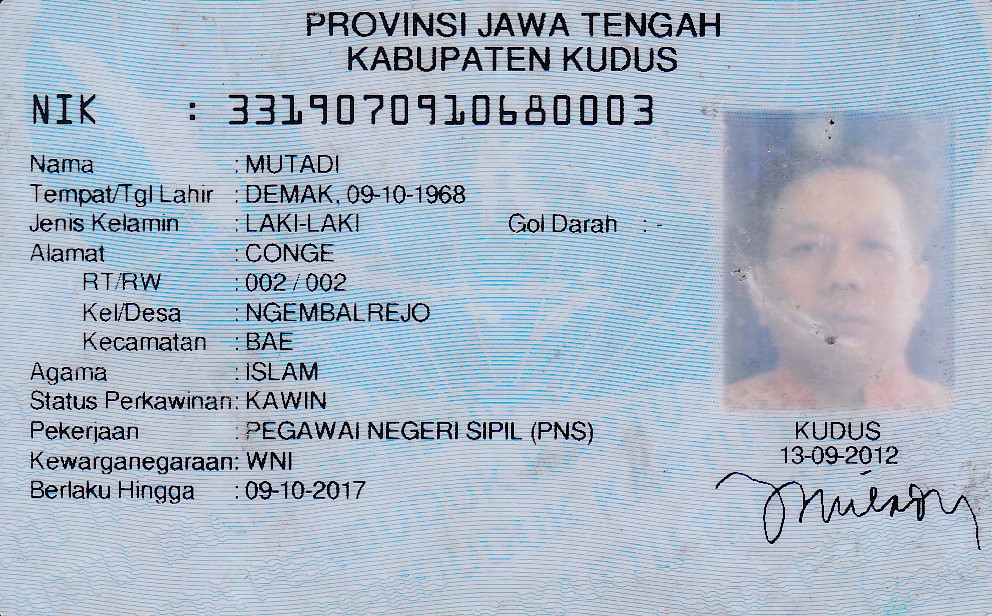 PROVINSI JAWA TENGAH
KABUPATEN KUDUS
NIK : 3319070910680003
Nama : MUTADI
Tempat/Tgl Lahir : DEMAK, 09-10-1968
Jenis Kelamin : LAKI-LAKI Gol Darah : -
Alamat : CONGE
RT/RW : 002 / 002
Kel/Desa : NGEMBALREJO
Kecamatan : BAE
Agama : ISLAM
Status Perkawinan: KAWIN
Pekerjaan : PEGAWAI NEGERI SIPIL (PNS)
Kewarganegaraan: WNI
Berlaku Hingga : 09-10-2017
KUDUS
13-09-2012